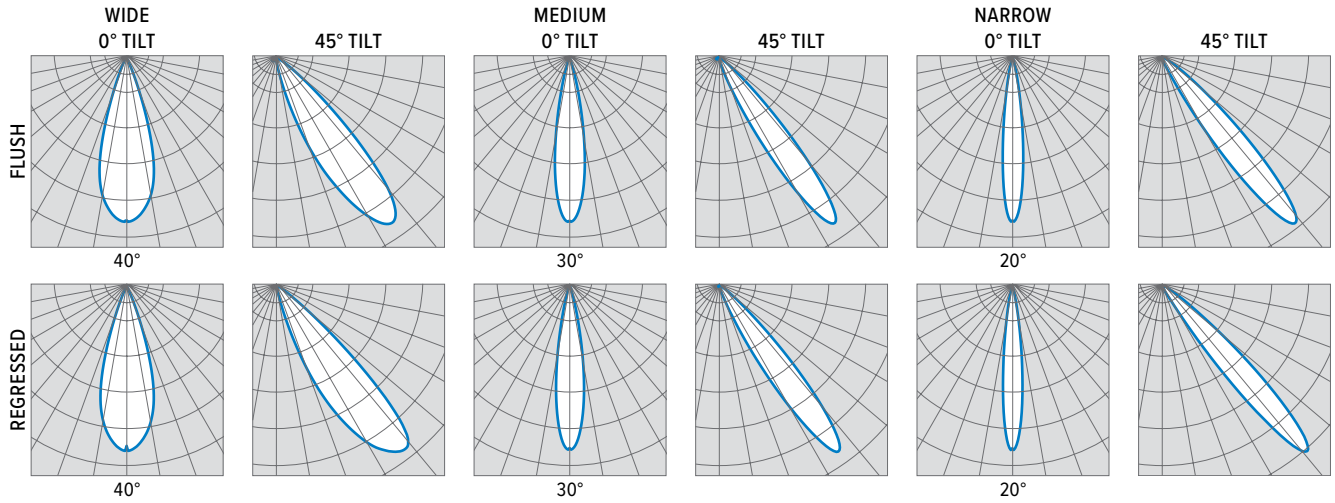 WIDE
MEDIUM
NARROW
0° TILT
45° TILT
0° TILT
45° TILT
0° TILT
45° TILT
FLUSH
40°
30°
20°
REGRESSED
40°
30°
20°